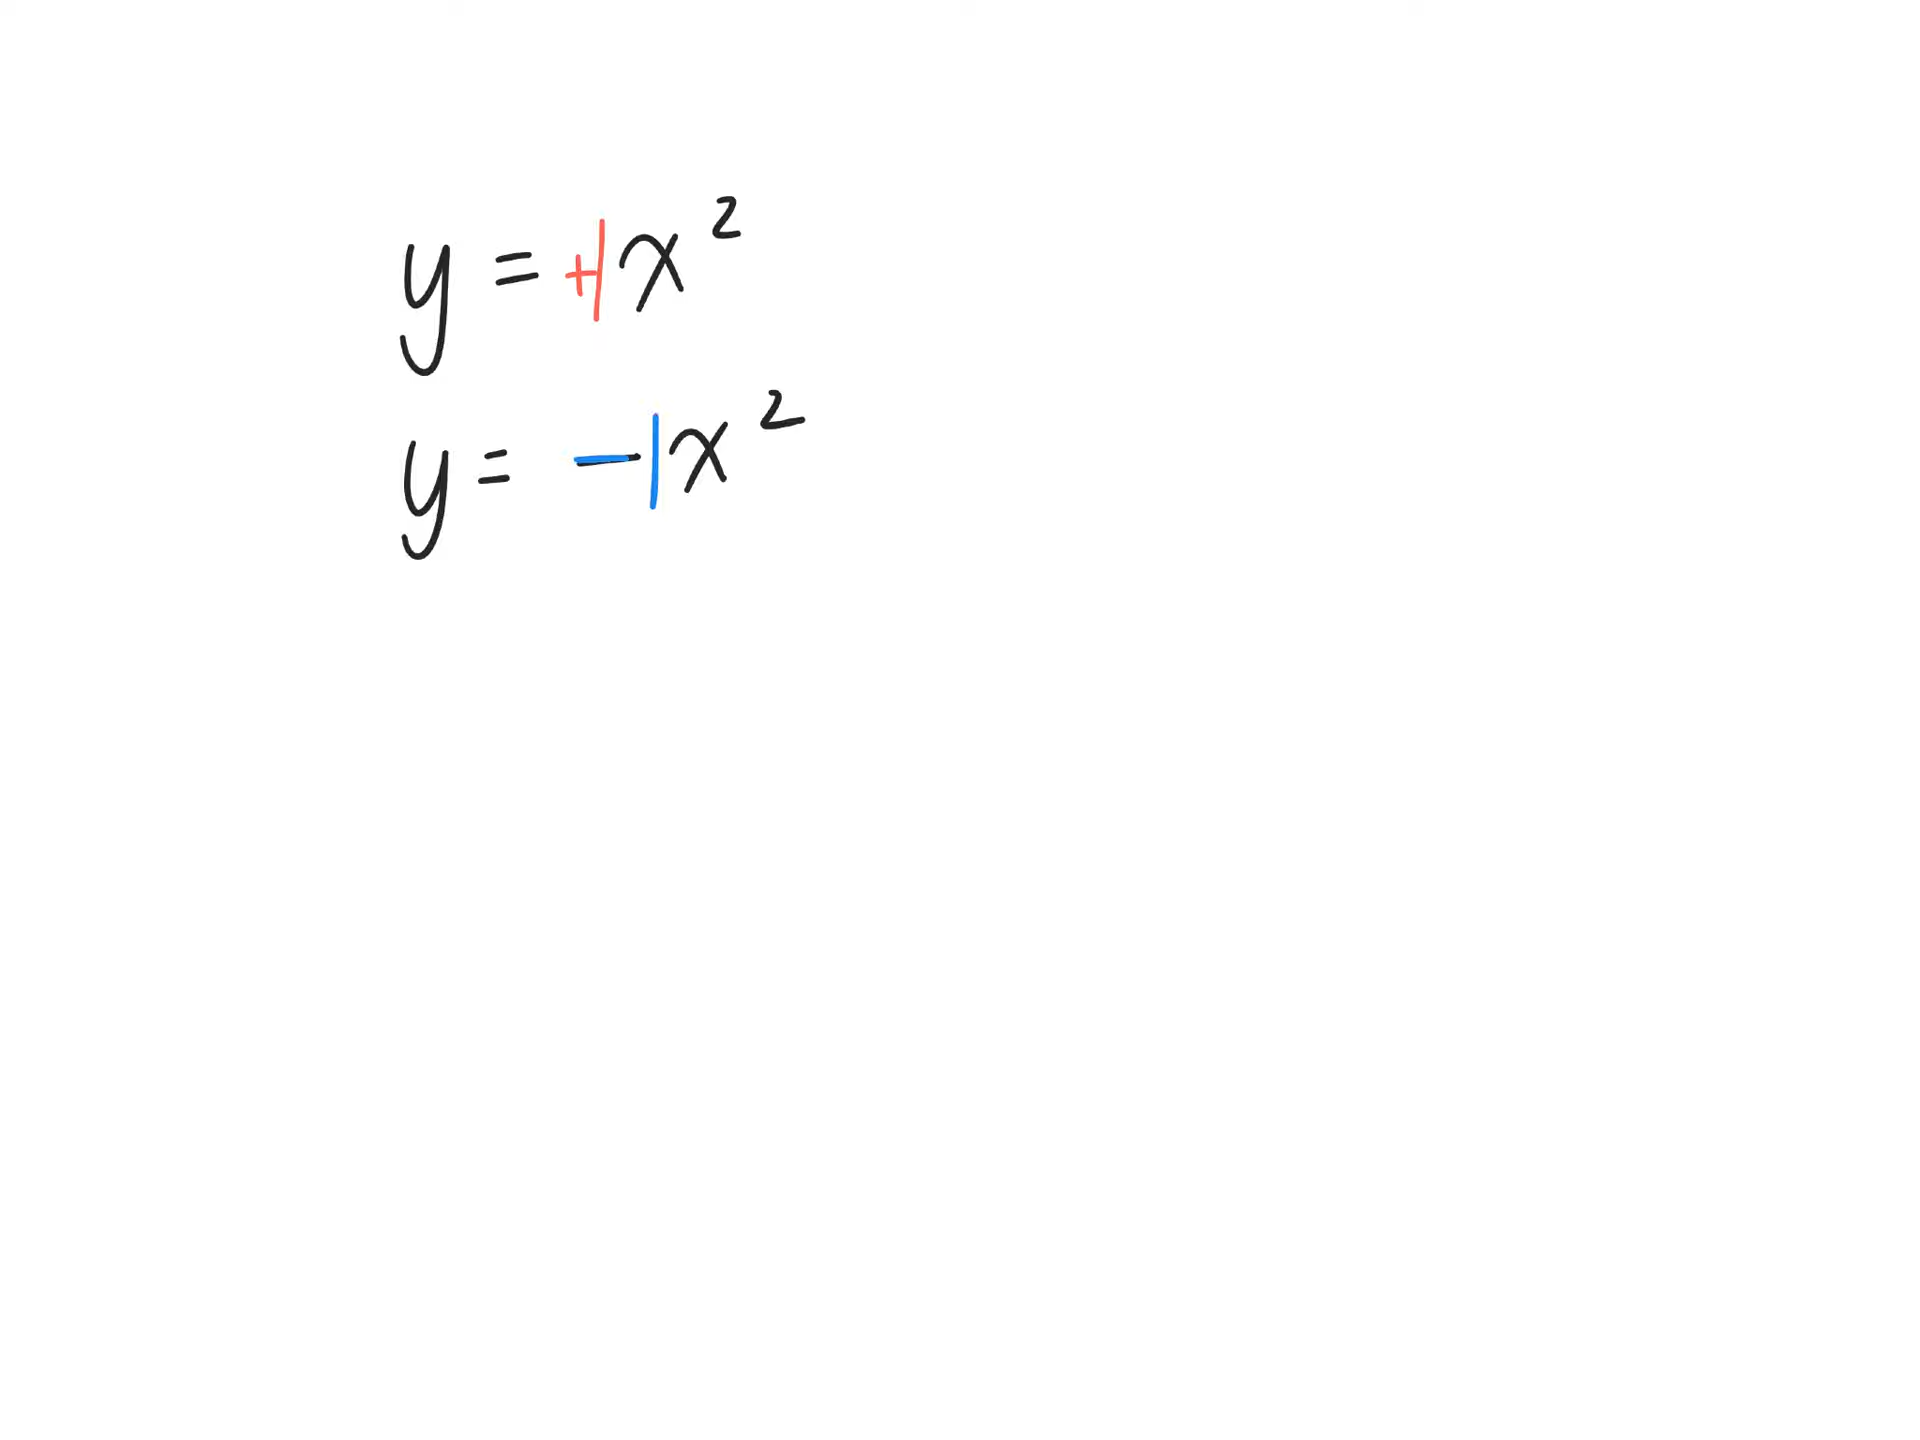 y = +1x²
y = -1x²